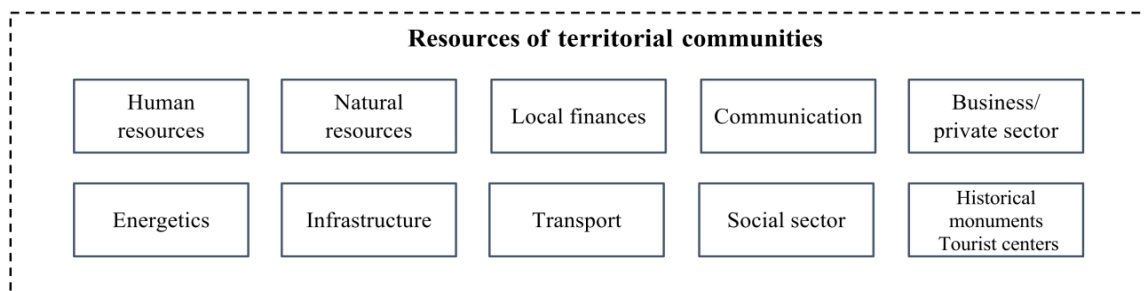 Resources of territorial communities
Human
resources
Natural
resources
Local finances
Communication
Business/
private sector
Energetics
Infrastructure
Transport
Social sector
Historical
monuments
Tourist centers